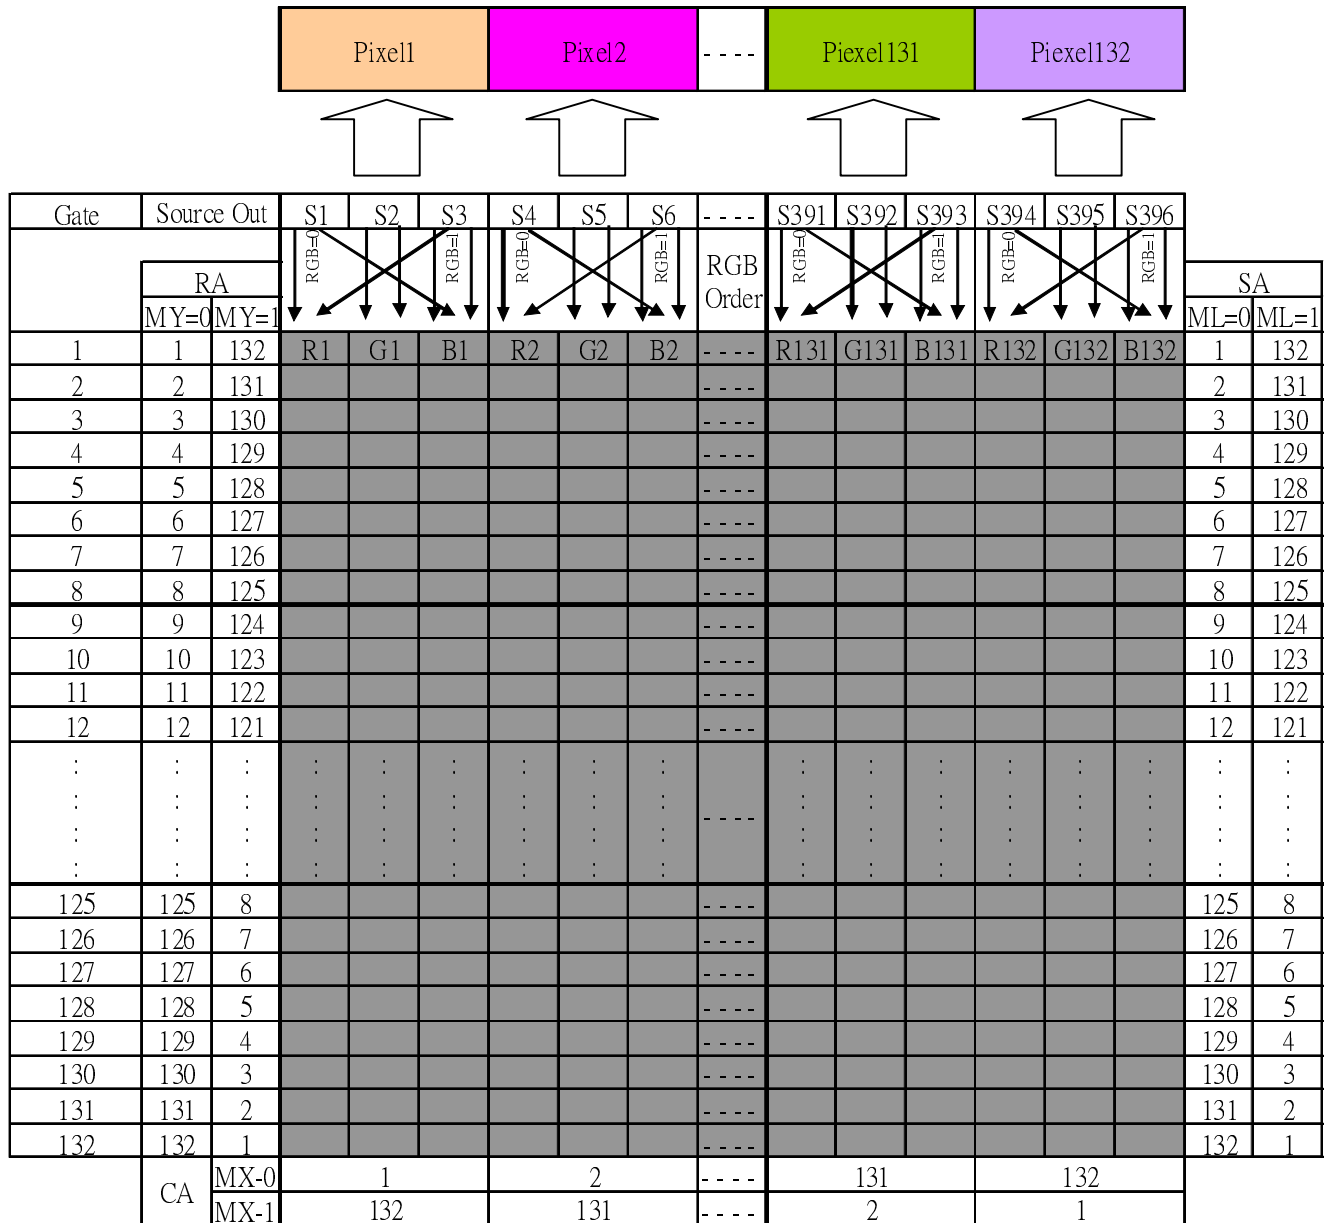 Pixel1 Pixel2 - - - - Piexel131 Piexel132
Gate Source Out S1 S2 S3 S4 S5 S6 - - - - S391 S392 S393 S394 S395 S396
RGB=0 RGB=1 RGB=0 RGB=1 RGB=0 RGB=1 RGB=0 RGB=1
RA RGB Order SA
MY=0 MY=1 ML=0 ML=1
1 1 132 R1 G1 B1 R2 G2 B2 - - - - R131 G131 B131 R132 G132 B132 1 132
2 2 131 - - - - 2 131
3 3 130 - - - - 3 130
4 4 129 - - - - 4 129
5 5 128 - - - - 5 128
6 6 127 - - - - 6 127
7 7 126 - - - - 7 126
8 8 125 - - - - 8 125
9 9 124 - - - - 9 124
10 10 123 - - - - 10 123
11 11 122 - - - - 11 122
12 12 121 - - - - 12 121
: : : : : : : : : : : : : : : : :
: : : : : : : : : : : : : : : : :
- - - -
: : : : : : : : : : : : : : : : :
: : : : : : : : : : : : : : : : :
125 125 8 - - - - 125 8
126 126 7 - - - - 126 7
127 127 6 - - - - 127 6
128 128 5 - - - - 128 5
129 129 4 - - - - 129 4
130 130 3 - - - - 130 3
131 131 2 - - - - 131 2
132 132 1 - - - - 132 1
CA MX-0 1 2 - - - - 131 132
MX-1 132 131 - - - - 2 1